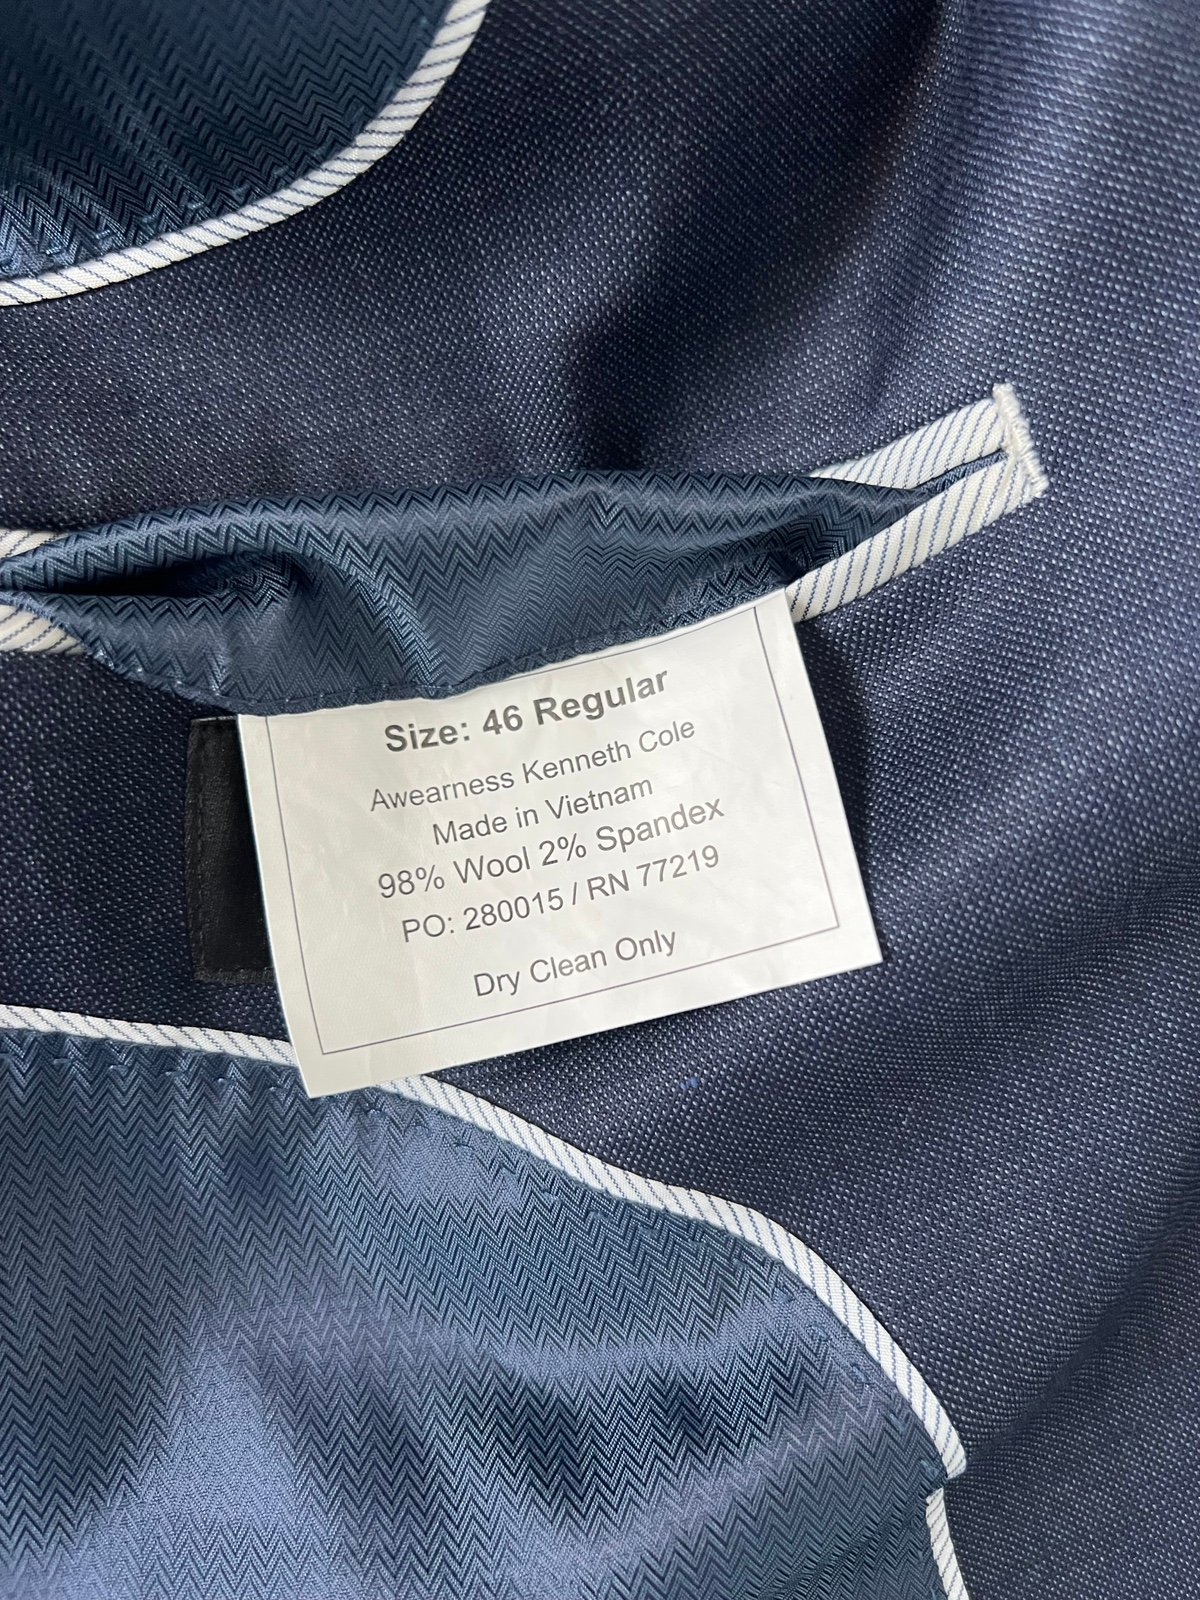 Size: 46 Regular
Awearness Kenneth Cole
Made in Vietnam
98% Wool 2% Spandex
PO: 280015 / RN 77219
Dry Clean Only